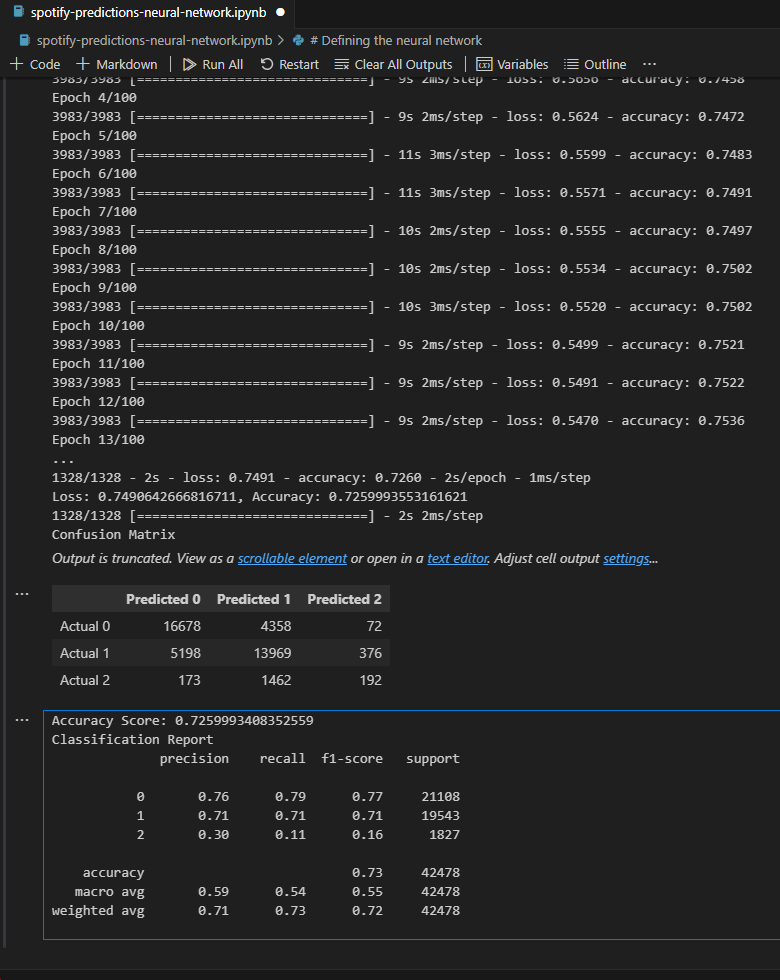 spotify-predictions-neural-network.ipynb ●
spotify-predictions-neural-network.ipynb > # Defining the neural network
+ Code + Markdown | Run All Restart Clear All Outputs | Variables Outline ...
3983/3983 [==============================] - 9s 2ms/step - loss: 0.5656 - accuracy: 0.7458
Epoch 4/100
3983/3983 [==============================] - 9s 2ms/step - loss: 0.5624 - accuracy: 0.7472
Epoch 5/100
3983/3983 [==============================] - 11s 3ms/step - loss: 0.5599 - accuracy: 0.7483
Epoch 6/100
3983/3983 [==============================] - 11s 3ms/step - loss: 0.5571 - accuracy: 0.7491
Epoch 7/100
3983/3983 [==============================] - 10s 2ms/step - loss: 0.5555 - accuracy: 0.7497
Epoch 8/100
3983/3983 [==============================] - 10s 2ms/step - loss: 0.5534 - accuracy: 0.7502
Epoch 9/100
3983/3983 [==============================] - 10s 3ms/step - loss: 0.5520 - accuracy: 0.7502
Epoch 10/100
3983/3983 [==============================] - 9s 2ms/step - loss: 0.5499 - accuracy: 0.7521
Epoch 11/100
3983/3983 [==============================] - 9s 2ms/step - loss: 0.5491 - accuracy: 0.7522
Epoch 12/100
3983/3983 [==============================] - 9s 2ms/step - loss: 0.5470 - accuracy: 0.7536
Epoch 13/100
...
1328/1328 - 2s - loss: 0.7491 - accuracy: 0.7260 - 2s/epoch - 1ms/step
Loss: 0.7490642666816711, Accuracy: 0.7259993553161621
1328/1328 [==============================] - 2s 2ms/step
Confusion Matrix
Output is truncated. View as a scrollable element or open in a text editor. Adjust cell output settings...
... Predicted 0 Predicted 1 Predicted 2
Actual 0 16678 4358 72
Actual 1 5198 13969 376
Actual 2 173 1462 192
... Accuracy Score: 0.7259993408352559
Classification Report
precision recall f1-score support
0 0.76 0.79 0.77 21108
1 0.71 0.71 0.71 19543
2 0.30 0.11 0.16 1827
accuracy 0.73 42478
macro avg 0.59 0.54 0.55 42478
weighted avg 0.71 0.73 0.72 42478